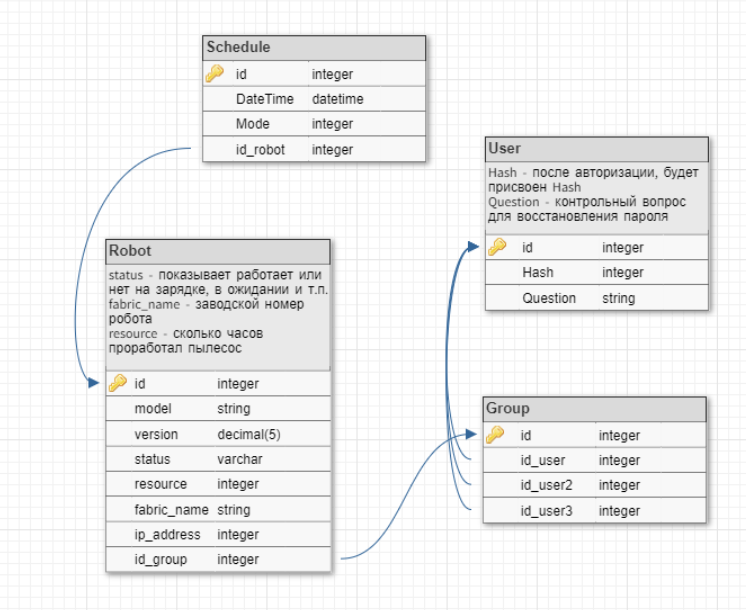 Schedule
id integer
DateTime datetime
Mode integer
id_robot integer
User
Hash - после авторизации, будет
присвоен Hash
Question - контрольный вопрос
для восстановления пароля
id integer
Hash integer
Question string
Robot
status - показывает работает или
нет на зарядке, в ожидании и т.п.
fabric_name - заводской номер
робота
resource - сколько часов
проработал пылесос
id integer
model string
version decimal(5)
status varchar
resource integer
fabric_name string
ip_address integer
id_group integer
Group
id integer
id_user integer
id_user2 integer
id_user3 integer